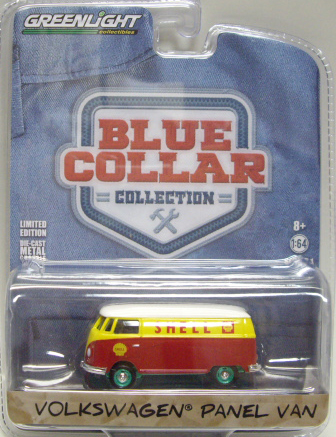 GREENLIGHT
collectibles
BLUE
COLLAR
COLLECTION
LIMITED
EDITION
DIE-CAST
METAL
8+
1:64
SHELL
VOLKSWAGEN® PANEL VAN